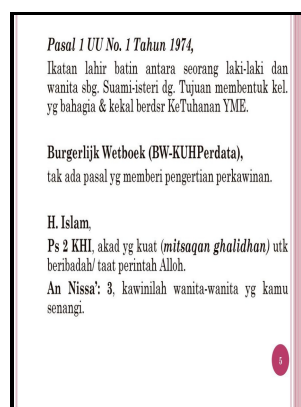 Pasal 1 UU No. 1 Tahun 1974,
Ikatan lahir batin antara seorang laki-laki dan
wanita sbg. Suami-isteri dg. Tujuan membentuk kel.
yg bahagia & kekal berdsr KeTuhanan YME.
Burgerlijk Wetboek (BW-KUHPerdata),
tak ada pasal yg memberi pengertian perkawinan.
H. Islam,
Ps 2 KHI, akad yg kuat (mitsaqan ghalidhan) utk
beribadah/ taat perintah Alloh.
An Nissa': 3, kawinilah wanita-wanita yg kamu
senangi.
5